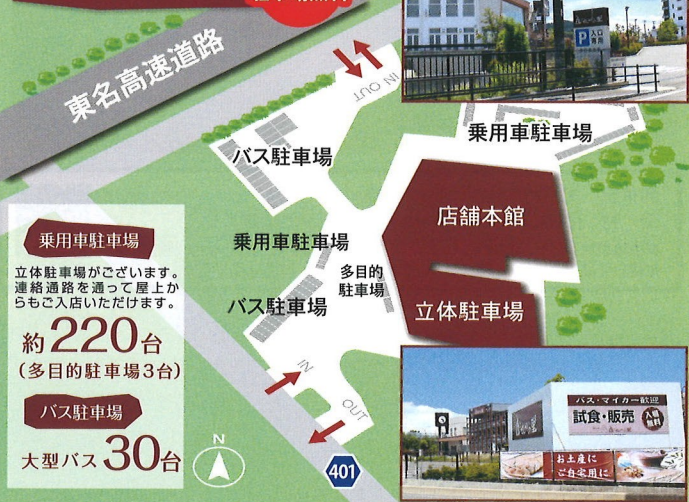 東名高速道路
IN OUT
バス駐車場
乗用車駐車場
P 入口
専用
店舗本館
乗用車駐車場
多目的
駐車場
バス駐車場
立体駐車場
乗用車駐車場
立体駐車場がございます。
連絡通路を通って屋上か
らもご入店いただけます。
約220台
(多目的駐車場3台)
バス駐車場
大型バス30台
N
IN
OUT
401
バス・マイカー歓迎
試食・販売
入場
無料
お土産に
ご自宅用に